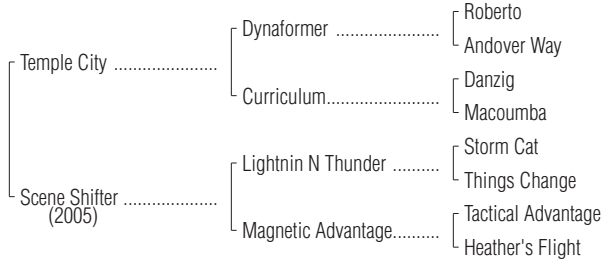 Roberto
Dynaformer ......................
Andover Way
Temple City ......................
Danzig
Curriculum........................
Macoumba
Storm Cat
Lightnin N Thunder ..........
Things Change
Scene Shifter ....................
(2005)
Tactical Advantage
Magnetic Advantage..........
Heather's Flight